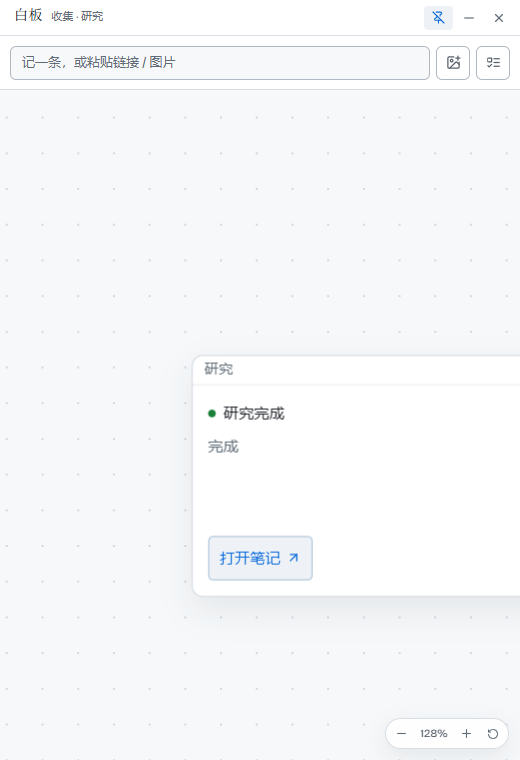 白板 收集·研究
记一条，或粘贴链接 / 图片
研究
研究完成
完成
打开笔记
128%